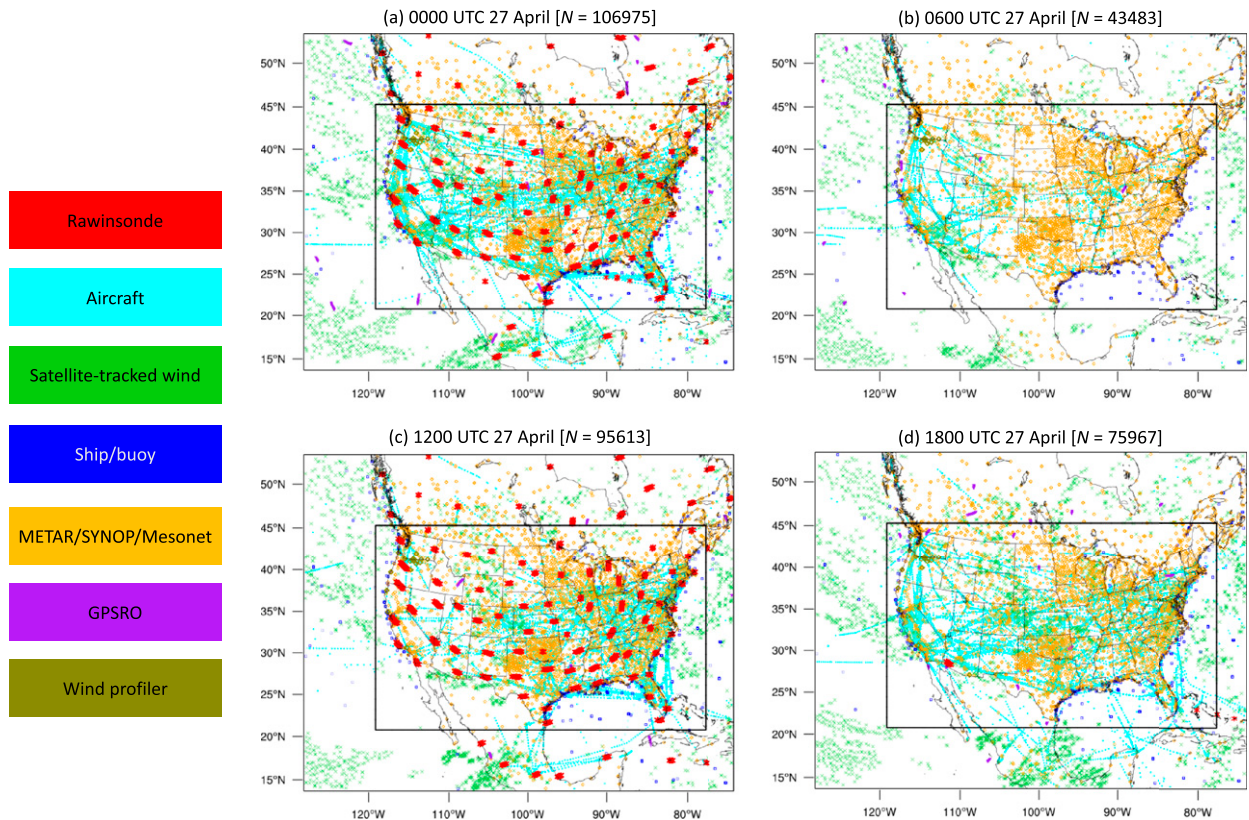 Rawinsonde
Aircraft
Satellite-tracked wind
Ship/buoy
METAR/SYNOP/Mesonet
GPSRO
Wind profiler
(a) 0000 UTC 27 April [N = 106975]
50°N
45°N
40°N
35°N
30°N
25°N
20°N
15°N
120°W 110°W 100°W 90°W 80°W
(b) 0600 UTC 27 April [N = 43483]
50°N
45°N
40°N
35°N
30°N
25°N
20°N
15°N
120°W 110°W 100°W 90°W 80°W
(c) 1200 UTC 27 April [N = 95613]
50°N
45°N
40°N
35°N
30°N
25°N
20°N
15°N
120°W 110°W 100°W 90°W 80°W
(d) 1800 UTC 27 April [N = 75967]
50°N
45°N
40°N
35°N
30°N
25°N
20°N
15°N
120°W 110°W 100°W 90°W 80°W